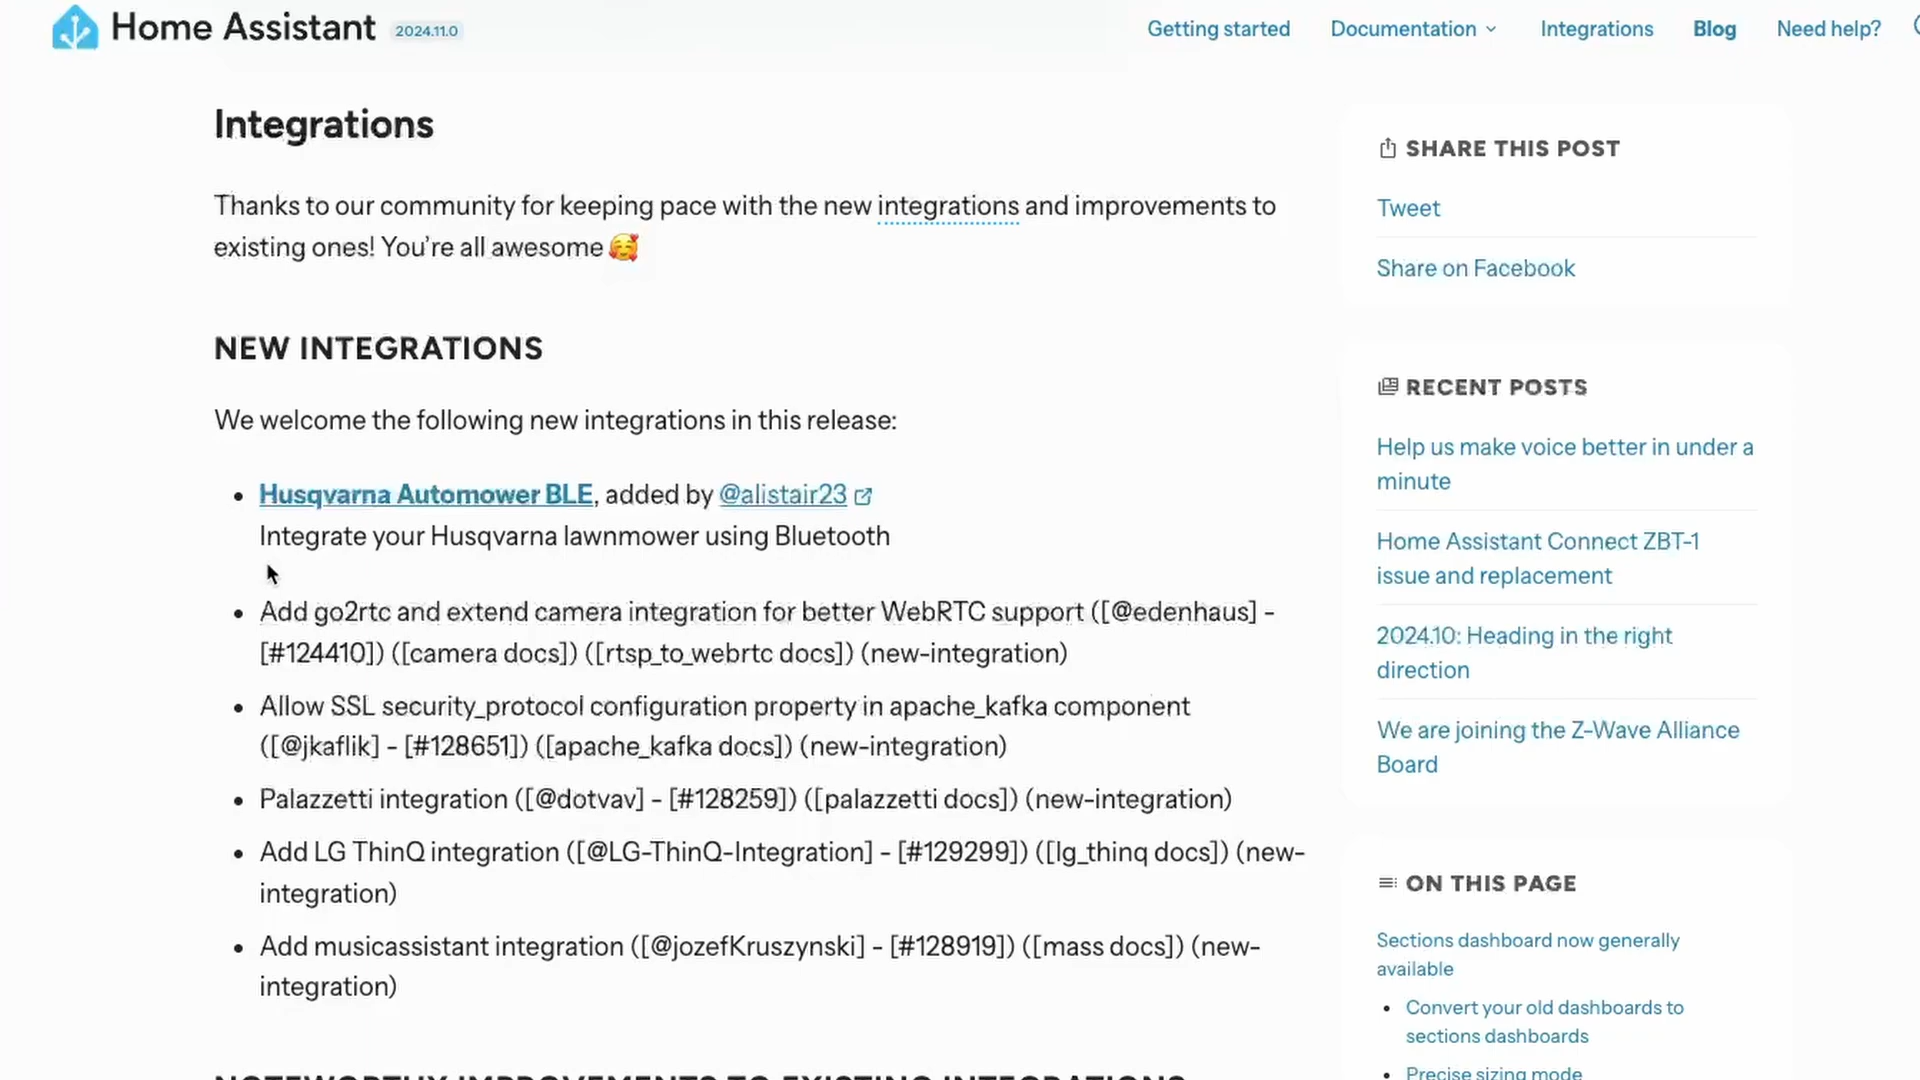 Home Assistant 2024.11.0
Getting started Documentation Integrations Blog Need help?
Integrations
Thanks to our community for keeping pace with the new integrations and improvements to
existing ones! You’re all awesome 🥰
NEW INTEGRATIONS
We welcome the following new integrations in this release:
• Husqvarna Automower BLE, added by @alistair23
Integrate your Husqvarna lawnmower using Bluetooth
• Add go2rtc and extend camera integration for better WebRTC support ([@edenhaus] -
[#124410]) ([camera docs]) ([rtsp_to_webrtc docs]) (new-integration)
• Allow SSL security_protocol configuration property in apache_kafka component
([@jkaflik] - [#128651]) ([apache_kafka docs]) (new-integration)
• Palazzetti integration ([@dotvav] - [#128259]) ([palazzetti docs]) (new-integration)
• Add LG ThinQ integration ([@LG-ThinQ-Integration] - [#129299]) ([lg_thinq docs]) (new-
integration)
• Add musicassistant integration ([@jozefKruszynski] - [#128919]) ([mass docs]) (new-
integration)
NOTEWORTHY IMPROVEMENTS TO EXISTING INTEGRATIONS
SHARE THIS POST
Tweet
Share on Facebook
RECENT POSTS
Help us make voice better in under a
minute
Home Assistant Connect ZBT-1
issue and replacement
2024.10: Heading in the right
direction
We are joining the Z-Wave Alliance
Board
ON THIS PAGE
Sections dashboard now generally
available
• Convert your old dashboards to
sections dashboards
• Precise sizing mode